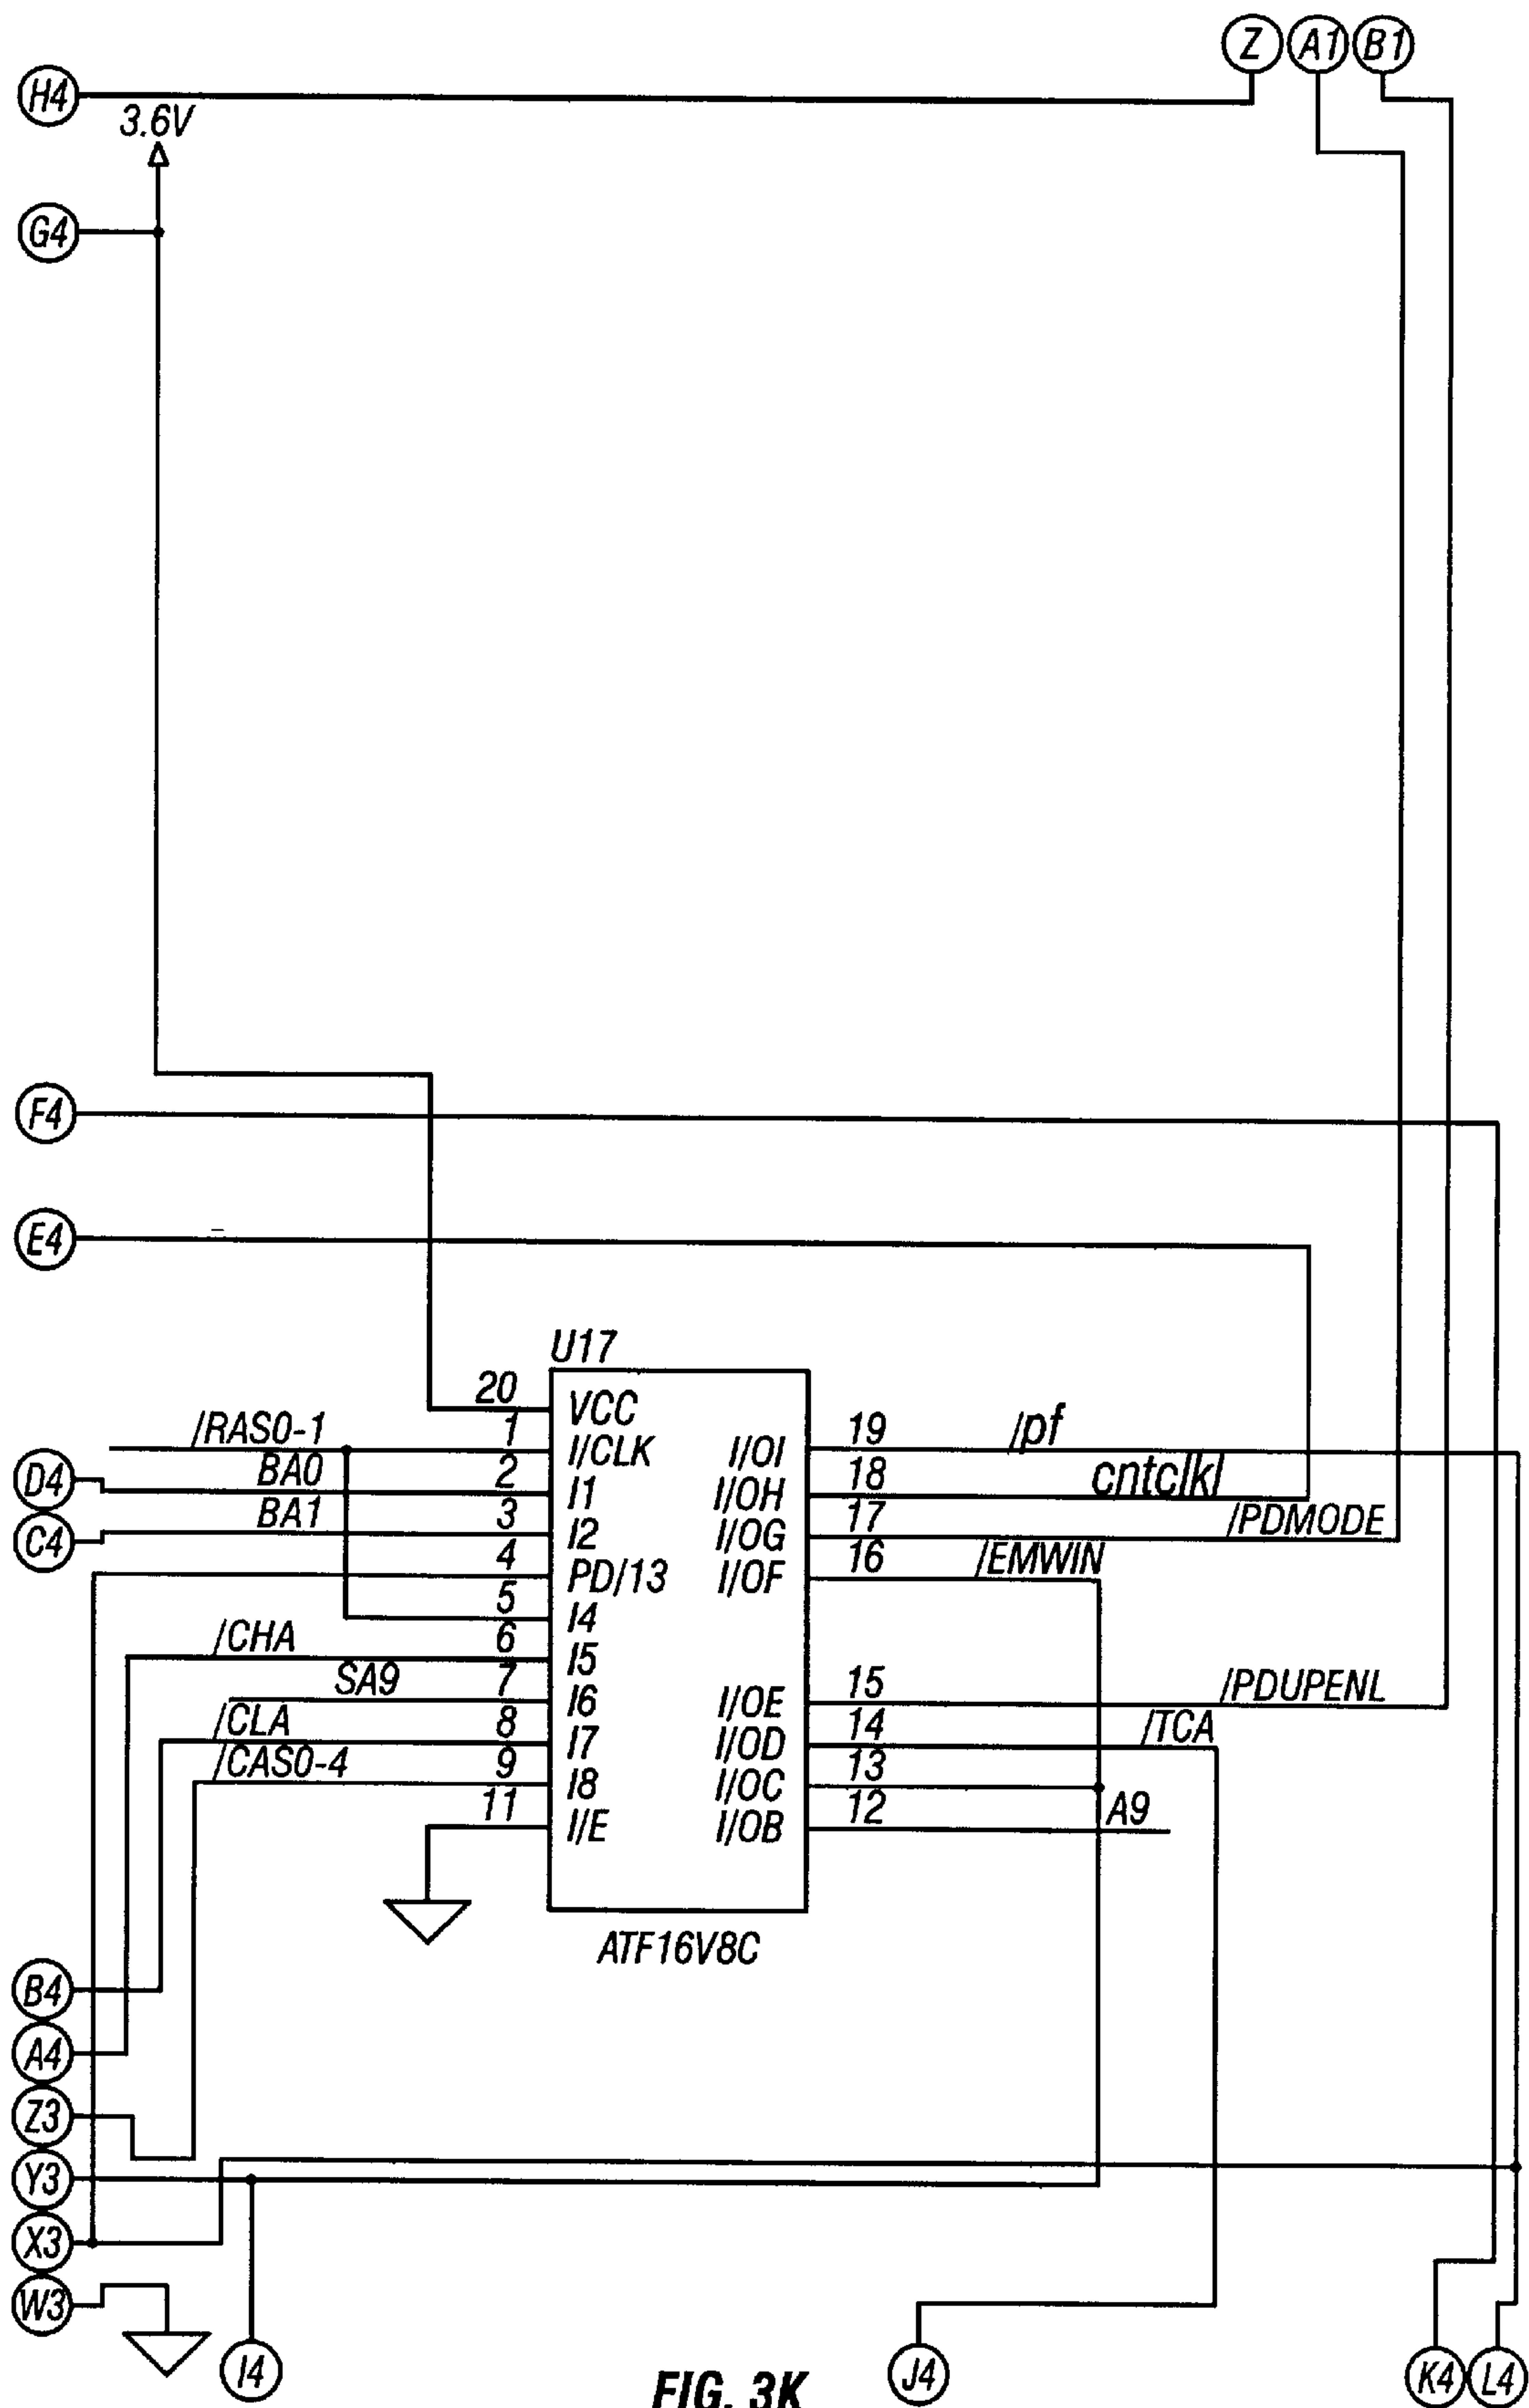 Z A1 B1
H4
3.6V
G4
F4
E4
U17
20 VCC
/RAS0-1 1 I/CLK I/OI 19 /pf
D4 BA0 2 I1 I/OH 18 cntclkl
C4 BA1 3 I2 I/OG 17 /PDMODE
4 PD/13 I/OF 16 /EMWIN
5 I4
/CHA 6 I5
SA9 7 I6 I/OE 15 /PDUPENL
/CLA 8 I7 I/OD 14 /TCA
/CAS0-4 9 I8 I/OC 13
11 I/E I/OB 12 A9
ATF16V8C
B4
A4
Z3
Y3
X3
W3
I4 J4 K4 L4
FIG. 3K